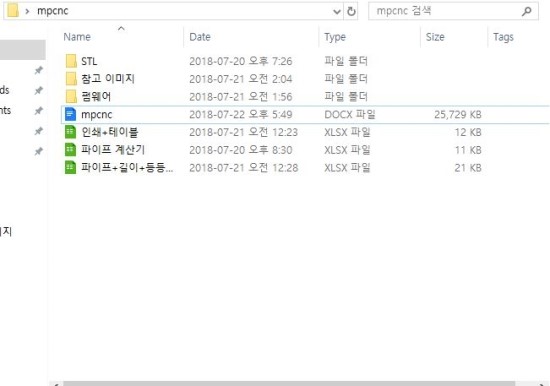 mpcnc
mpcnc 검색
Name Date Type Size Tags
STL 2018-07-20 오후 7:26 파일 폴더
참고 이미지 2018-07-21 오전 2:04 파일 폴더
펌웨어 2018-07-21 오전 1:56 파일 폴더
mpcnc 2018-07-22 오후 5:49 DOCX 파일 25,729 KB
인쇄+테이블 2018-07-21 오전 12:23 XLSX 파일 12 KB
파이프 계산기 2018-07-20 오후 8:30 XLSX 파일 11 KB
파이프+길이+등등... 2018-07-21 오전 12:28 XLSX 파일 21 KB
ds
nts
지